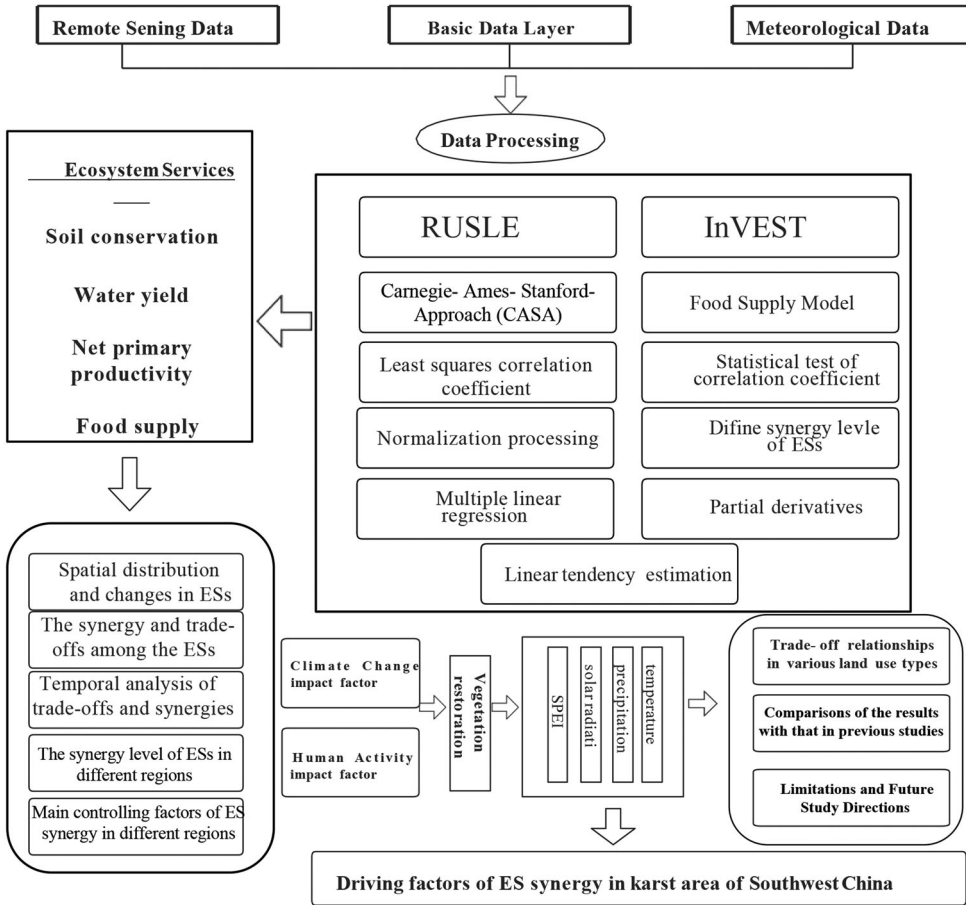 Remote Sening Data
Basic Data Layer
Meteorological Data
Data Processing
Ecosystem Services
Soil conservation
Water yield
Net primary
productivity
Food supply
RUSLE
InVEST
Carnegie- Ames- Stanford-
Approach (CASA)
Food Supply Model
Least squares correlation
coefficient
Statistical test of
correlation coefficient
Normalization processing
Difine synergy levle
of ESs
Multiple linear
regression
Partial derivatives
Linear tendency estimation
Spatial distribution
and changes in ESs
The synergy and trade-
offs among the ESs
Temporal analysis of
trade-offs and synergies
The synergy level of ESs in
different regions
Main controlling factors of ES
synergy in different regions
Climate Change
impact factor
Human Activity
impact factor
Vegetation
restoration
SPEI
solar radiati
precipitation
temperature
Trade- off relationships
in various land use types
Comparisons of the results
with that in previous studies
Limitations and Future
Study Directions
Driving factors of ES synergy in karst area of Southwest China